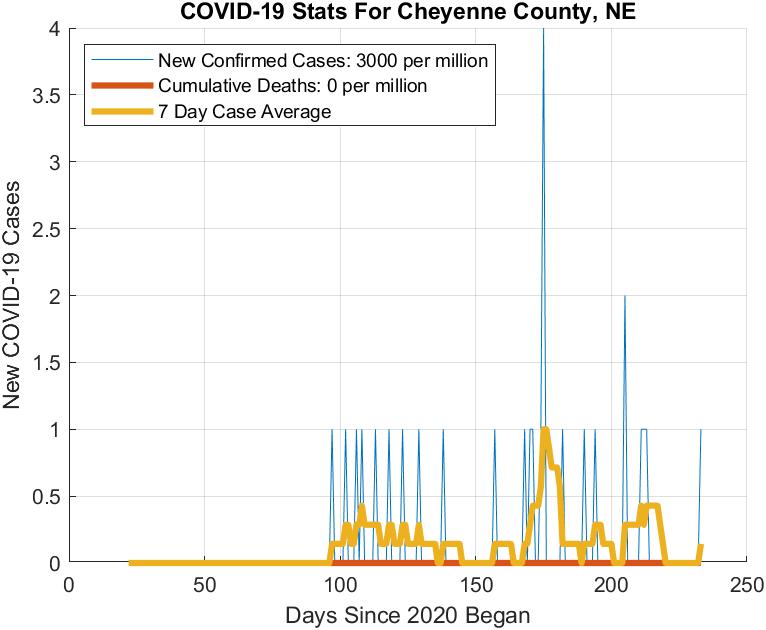 COVID-19 Stats For Cheyenne County, NE
New Confirmed Cases: 3000 per million
Cumulative Deaths: 0 per million
7 Day Case Average
New COVID-19 Cases
4
3.5
3
2.5
2
1.5
1
0.5
0
0 50 100 150 200 250
Days Since 2020 Began